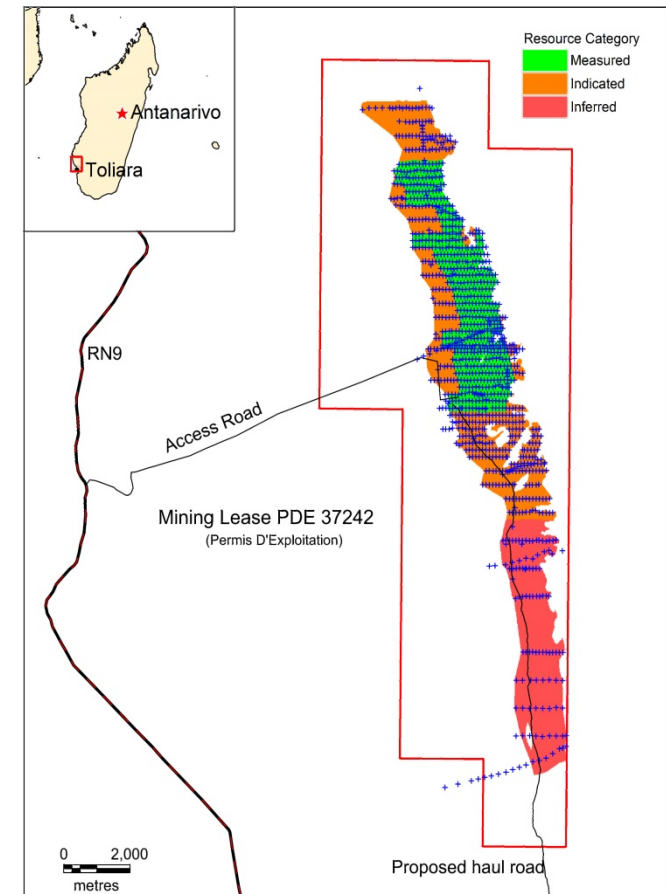 Resource Category
Measured
Indicated
Inferred
Antanarivo
Toliara
RN9
Access Road
Mining Lease PDE 37242
(Permis D'Exploitation)
0 2,000
metres
Proposed haul road